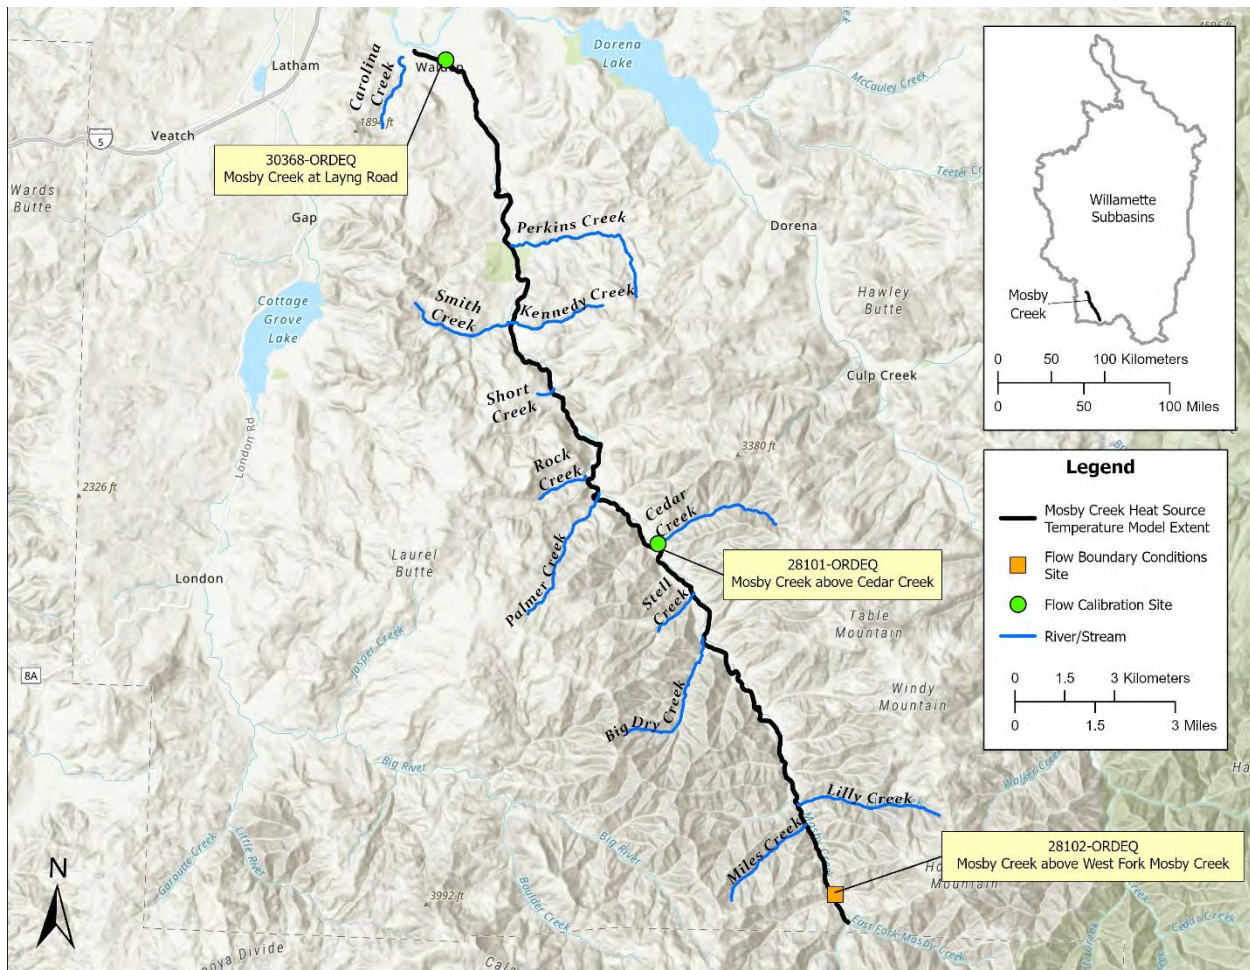 4596 ft
Dorena
Lake
McCauley Creek
Latham
Carolina
Creek
1894 ft
5
Veatch
30368-ORDEQ
Mosby Creek at Layng Road
Teeter Creek
Wards
Butte
Gap
Perkins Creek
Dorena
Willamette
Subbasins
Mosby
Creek
0 50 100 Kilometers
0 50 100 Miles
Hawley
Butte
Cottage
Grove
Lake
Smith
Creek
Kennedy Creek
Culp Creek
Short
Creek
London Rd
3380 ft
2326 ft
Rock
Creek
Cedar
Creek
Legend
Mosby Creek Heat Source
Temperature Model Extent
Flow Boundary Conditions
Site
Flow Calibration Site
River/Stream
0 1.5 3 Kilometers
0 1.5 3 Miles
Laurel
Butte
London
Palmer Creek
28101-ORDEQ
Mosby Creek above Cedar Creek
Stell
Creek
Table
Mountain
Jasper Creek
8A
Windy
Mountain
Big Dry Creek
Big River
Walker Creek
Lilly Creek
Mosby Creek
Miles Creek
28102-ORDEQ
Mosby Creek above West Fork Mosby Creek
Mountain
Garoutte Creek
Little River
Big River
Boulder Creek
3992 ft
East Fork Mosby Creek
Cedar Creek
N
Divide